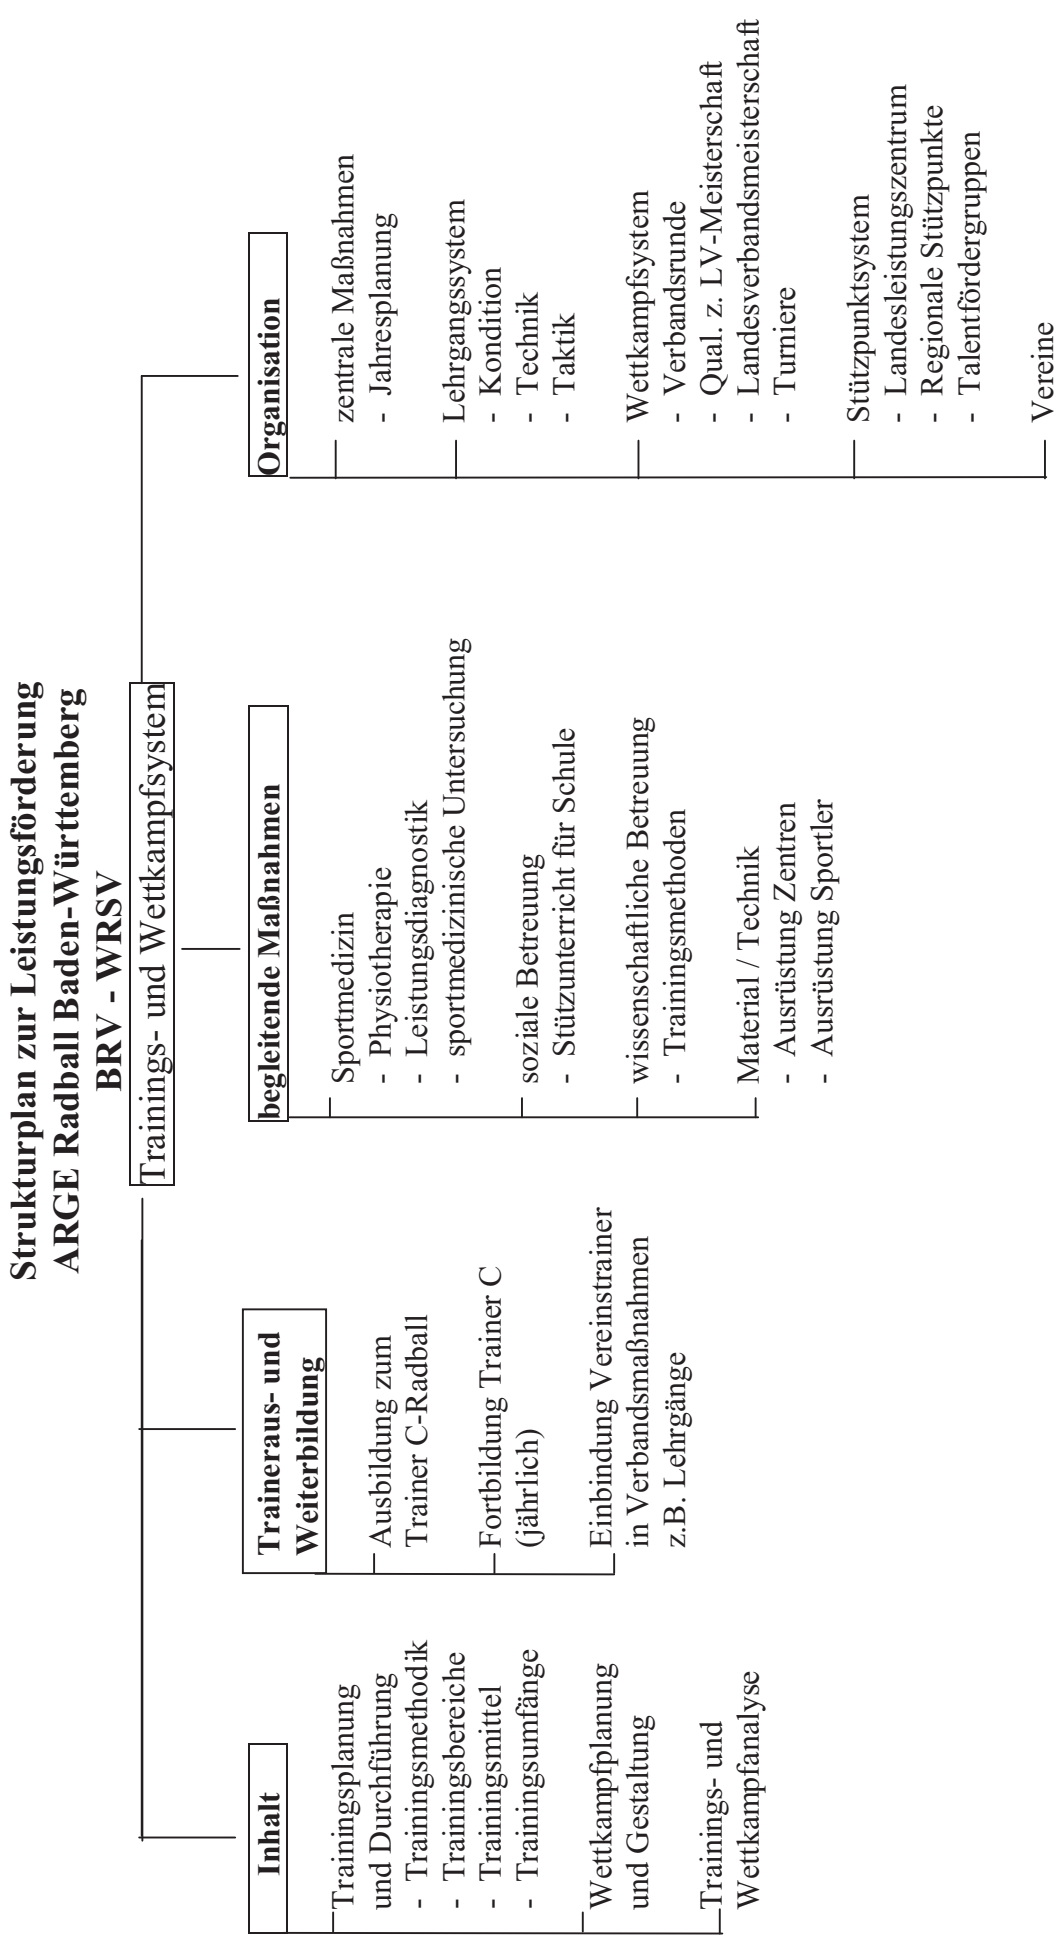 Strukturplan zur Leistungsförderung
ARGE Radball Baden-Württemberg
BRV - WRSV
Trainings- und Wettkampfsystem
Inhalt
Trainingsplanung
und Durchführung
- Trainingsmethodik
- Trainingsbereiche
- Trainingsmittel
- Trainingsumfänge
Wettkampfplanung
und Gestaltung
Trainings- und
Wettkampfanalyse
Traineraus- und
Weiterbildung
Ausbildung zum
Trainer C-Radball
Fortbildung Trainer C
(jährlich)
Einbindung Vereinstrainer
in Verbandsmaßnahmen
z.B. Lehrgänge
begleitende Maßnahmen
Sportmedizin
- Physiotherapie
- Leistungsdiagnostik
- sportmedizinische Untersuchung
soziale Betreuung
- Stützunterricht für Schule
wissenschaftliche Betreuung
- Trainingsmethoden
Material / Technik
- Ausrüstung Zentren
- Ausrüstung Sportler
Organisation
zentrale Maßnahmen
- Jahresplanung
Lehrgangssystem
- Kondition
- Technik
- Taktik
Wettkampfsystem
- Verbandsrunde
- Qual. z. LV-Meisterschaft
- Landesverbandsmeisterschaft
- Turniere
Stützpunktsystem
- Landesleistungszentrum
- Regionale Stützpunkte
- Talentfördergruppen
Vereine